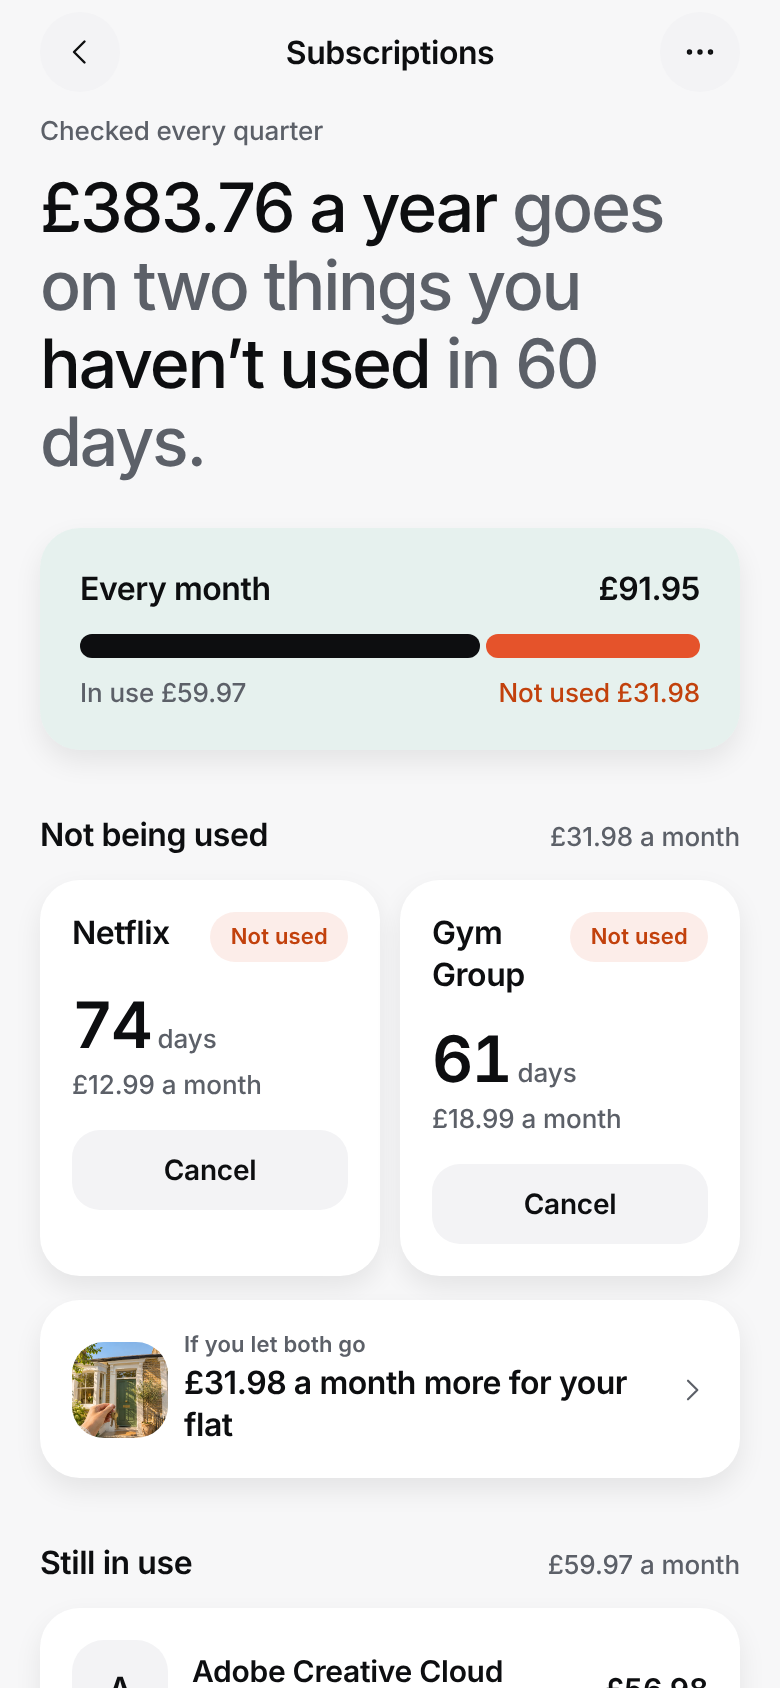 Subscriptions
Checked every quarter
£383.76 a year goes
on two things you
haven’t used in 60
days.
Every month £91.95
In use £59.97 Not used £31.98
Not being used £31.98 a month
Netflix Not used
74 days
£12.99 a month
Cancel
Gym
Group
Not used
61 days
£18.99 a month
Cancel
If you let both go
£31.98 a month more for your
flat
Still in use £59.97 a month
A Adobe Creative Cloud £56.98